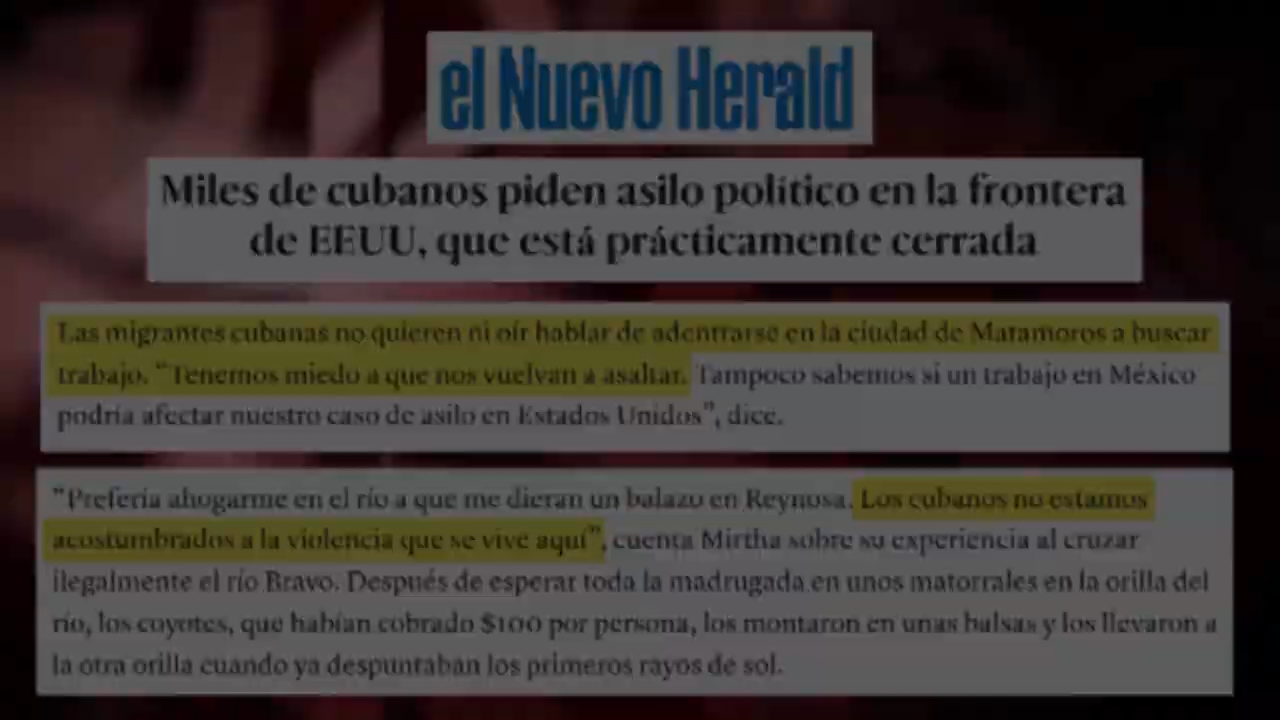 el Nuevo Herald
Miles de cubanos piden asilo político en la frontera
de EEUU, que está prácticamente cerrada
Las migrantes cubanas no quieren ni oír hablar de adentrarse en la ciudad de Matamoros a buscar
trabajo. “Tenemos miedo a que nos vuelvan a asaltar. Tampoco sabemos si un trabajo en México
podría afectar nuestro caso de asilo en Estados Unidos”, dice.
“Prefería ahogarme en el río a que me dieran un balazo en Reynosa. Los cubanos no estamos
acostumbrados a la violencia que se vive aquí”, cuenta Mirtha sobre su experiencia al cruzar
ilegalmente el río Bravo. Después de esperar toda la madrugada en unos matorrales en la orilla del
río, los coyotes, que habían cobrado $100 por persona, los montaron en unas balsas y los llevaron a
la otra orilla cuando ya despuntaban los primeros rayos de sol.